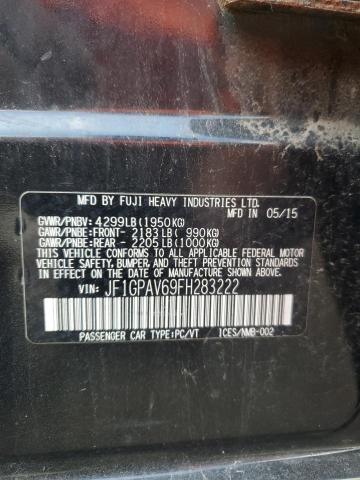 MFD BY FUJI HEAVY INDUSTRIES LTD.
MFD IN 05/15
GVWR/PNBV: 4299LB(1950KG)
GAWR/PNBE:FRONT- 2183LB( 990KG)
GAWR/PNBE:REAR - 2205LB(1000KG)
THIS VEHICLE CONFORMS TO ALL APPLICABLE FEDERAL MOTOR
VEHICLE SAFETY, BUMPER, AND THEFT PREVENTION STANDARDS
IN EFFECT ON THE DATE OF MANUFACTURE SHOWN ABOVE.
VIN: JF1GPAV69FH283222
PASSENGER CAR TYPE:PC/VT ICES/NMB-002